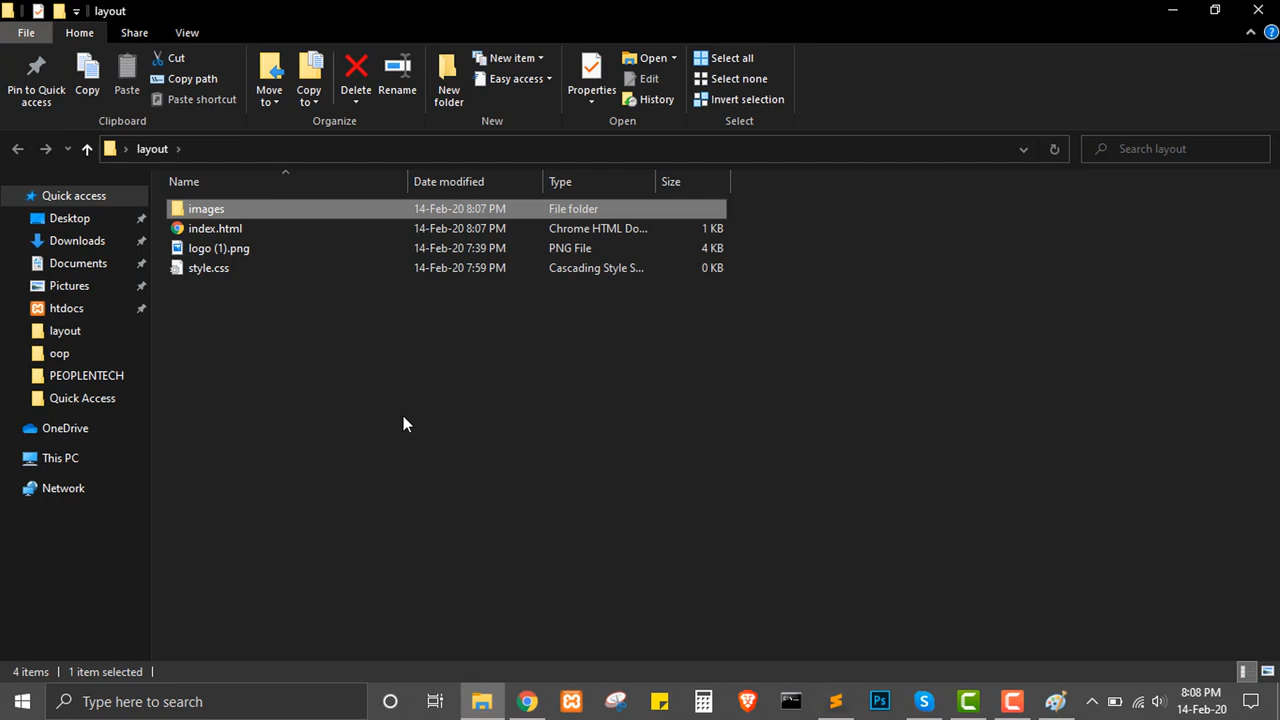 layout
File Home Share View
Pin to Quick access
Copy
Paste
Cut
Copy path
Paste shortcut
Clipboard
Move to
Copy to
Delete
Rename
Organize
New folder
New item
Easy access
New
Properties
Open
Edit
History
Open
Select all
Select none
Invert selection
Select
layout
Search layout
Name Date modified Type Size
images 14-Feb-20 8:07 PM File folder
index.html 14-Feb-20 8:07 PM Chrome HTML Do... 1 KB
logo (1).png 14-Feb-20 7:39 PM PNG File 4 KB
style.css 14-Feb-20 7:59 PM Cascading Style S... 0 KB
Quick access
Desktop
Downloads
Documents
Pictures
htdocs
layout
oop
PEOPLENTECH
Quick Access
OneDrive
This PC
Network
4 items 1 item selected
Type here to search
Ps
8:08 PM
14-Feb-20